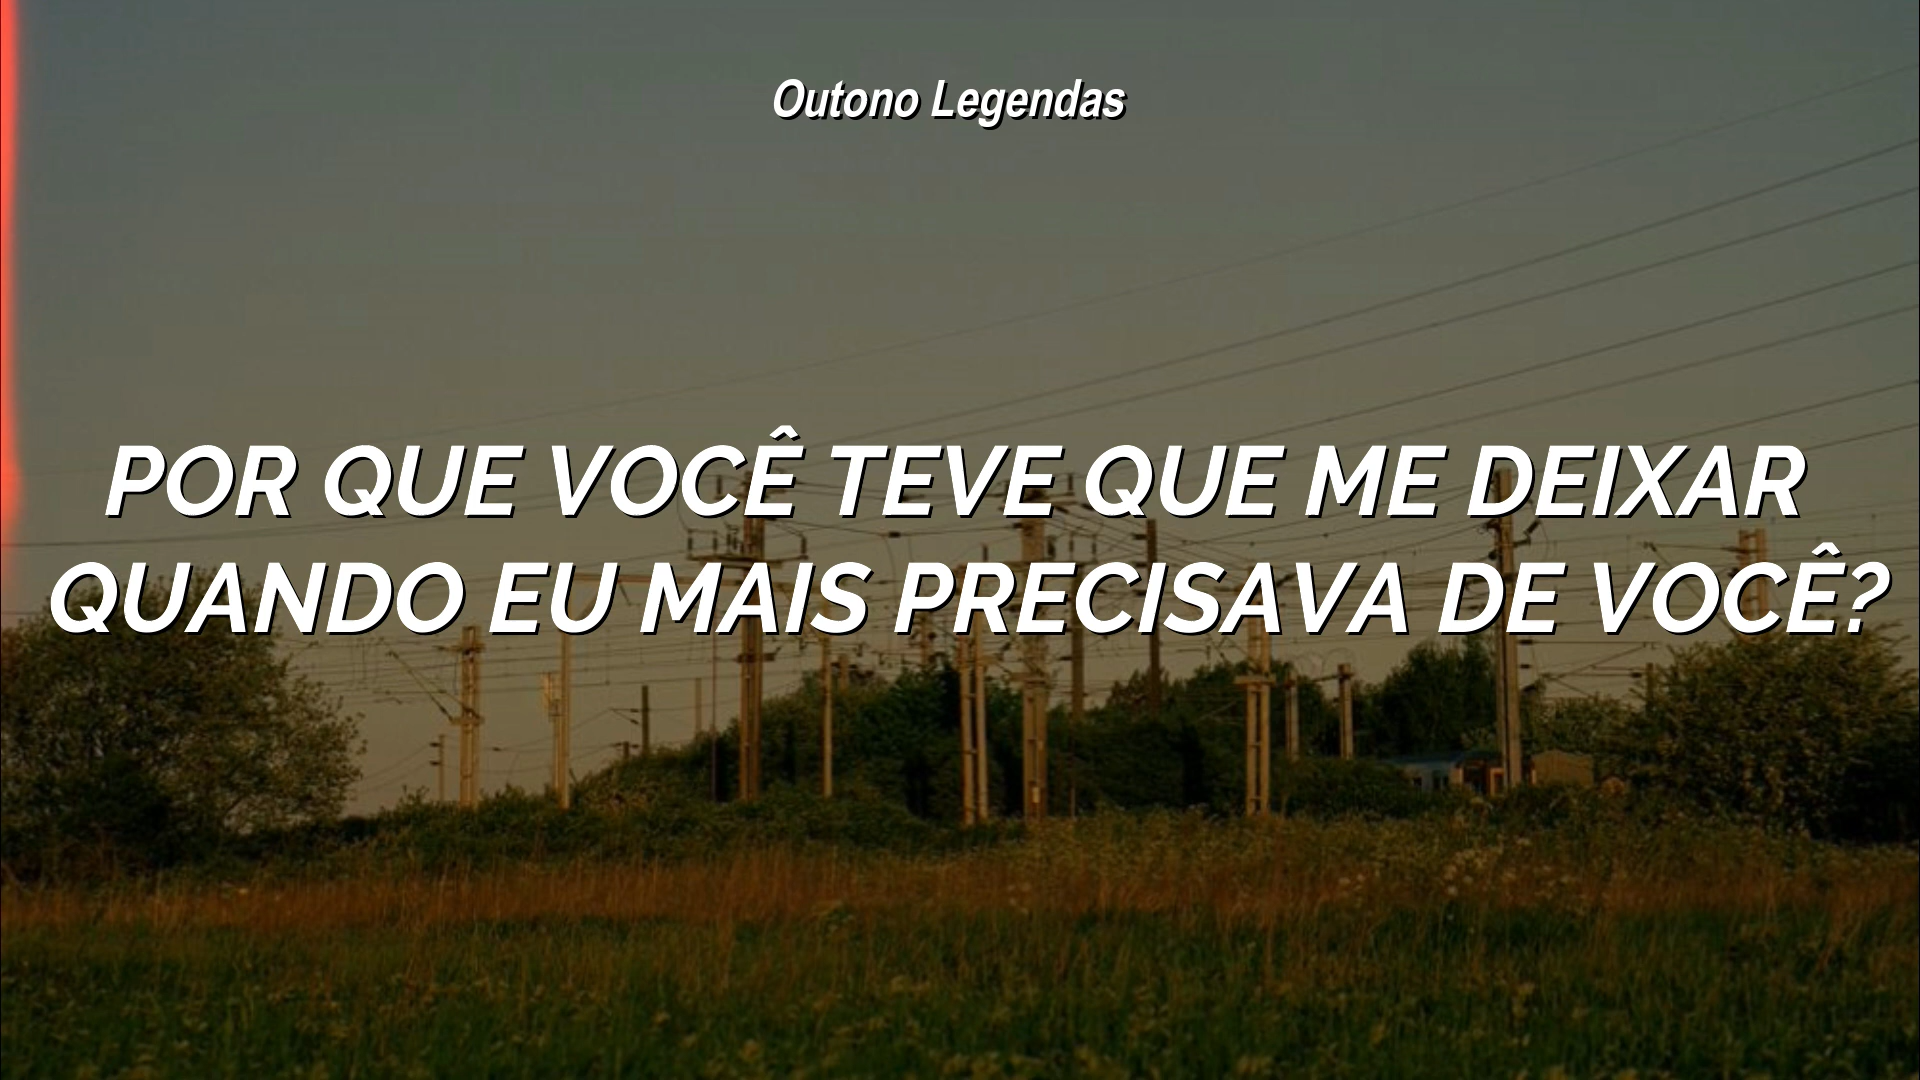 Outono Legendas
POR QUE VOCÊ TEVE QUE ME DEIXAR
QUANDO EU MAIS PRECISAVA DE VOCÊ?